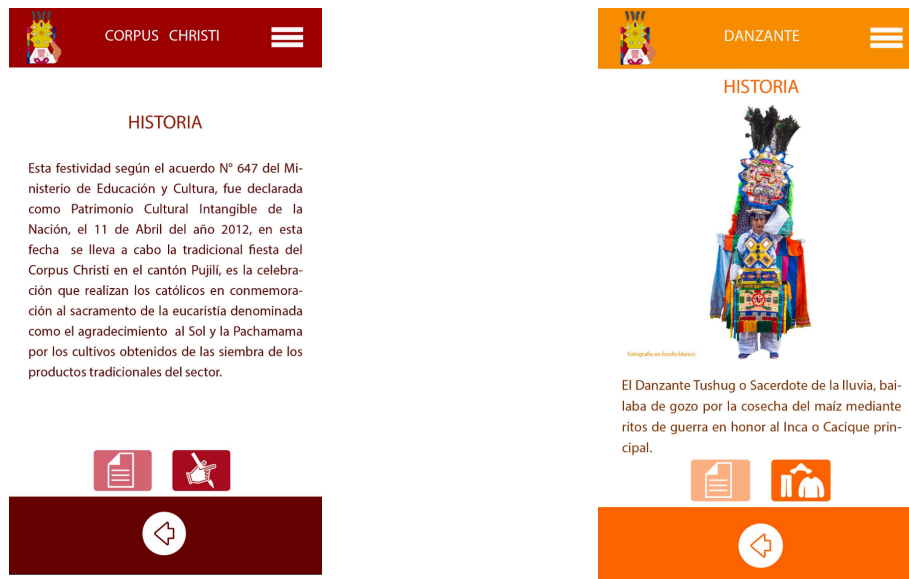 CORPUS CHRISTI
HISTORIA
Esta festividad según el acuerdo N° 647 del Mi-
nisterio de Educación y Cultura, fue declarada
como Patrimonio Cultural Intangible de la
Nación, el 11 de Abril del año 2012, en esta
fecha se lleva a cabo la tradicional fiesta del
Corpus Christi en el cantón Pujilí, es la celebra-
ción que realizan los católicos en conmemora-
ción al sacramento de la eucaristía denominada
como el agradecimiento al Sol y la Pachamama
por los cultivos obtenidos de las siembra de los
productos tradicionales del sector.
DANZANTE
HISTORIA
Fotografía en fondo blanco
El Danzante Tushug o Sacerdote de la lluvia, bai-
laba de gozo por la cosecha del maíz mediante
ritos de guerra en honor al Inca o Cacique prin-
cipal.